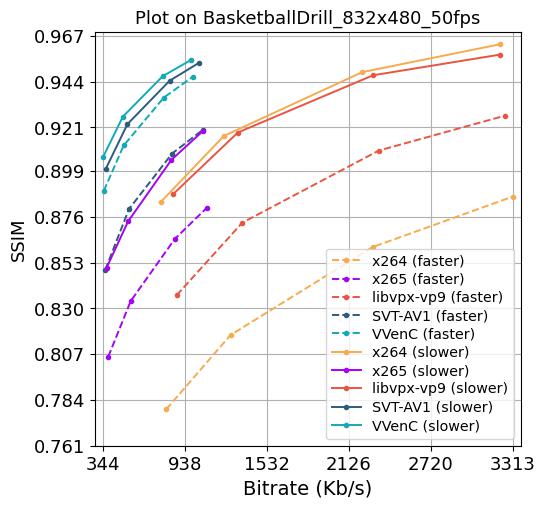 Plot on BasketballDrill_832x480_50fps
0.967
0.944
0.921
0.899
0.876
0.853
0.830
0.807
0.784
0.761
SSIM
x264 (faster)
x265 (faster)
libvpx-vp9 (faster)
SVT-AV1 (faster)
VVenC (faster)
x264 (slower)
x265 (slower)
libvpx-vp9 (slower)
SVT-AV1 (slower)
VVenC (slower)
344 938 1532 2126 2720 3313
Bitrate (Kb/s)